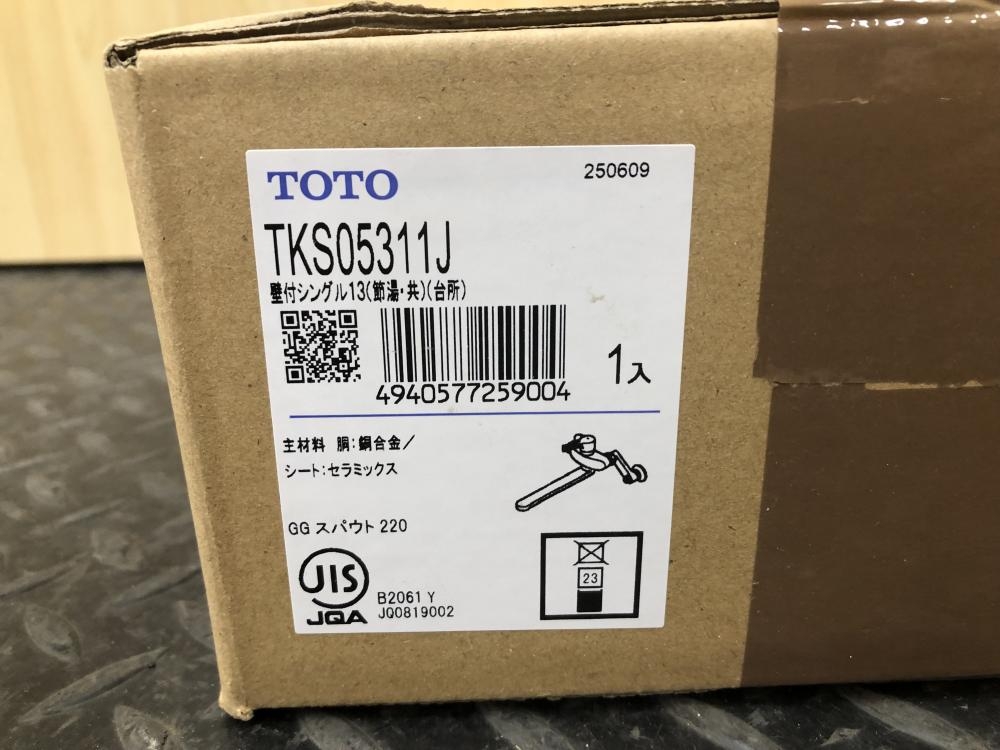 TOTO
250609
TKS05311J
壁付シングル13(節湯・共)(台所)
4940577259004
1入
主材料 胴:銅合金/
シート:セラミックス
GG スパウト 220
JIS
JQA
B2061 Y
JQ0819002
23